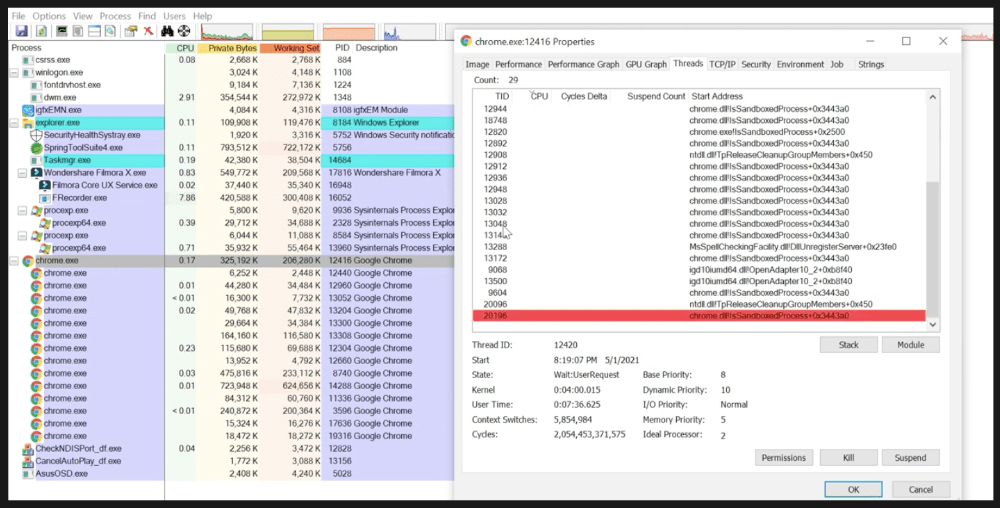 File Options View Process Find Users Help
Process CPU Private Bytes Working Set PID Description
csrss.exe 0.08 2,668 K 2,768 K 884
winlogon.exe 3,024 K 4,148 K 1108
fontdrvhost.exe 9,184 K 7,136 K 1224
dwm.exe 2.91 354,544 K 272,972 K 1348
igfxEMN.exe 4,084 K 4,316 K 8108 igfxEM Module
explorer.exe 0.11 109,908 K 119,476 K 8184 Windows Explorer
SecurityHealthSystray.exe 1,920 K 3,316 K 5752 Windows Security notificatio
SpringToolSuite4.exe 0.11 793,512 K 722,172 K 5756
Taskmgr.exe 0.19 42,380 K 38,504 K 14684
Wondershare Filmora X.exe 0.83 549,772 K 209,568 K 17816 Wondershare Filmora X
Filmora Core UX Service.exe 0.02 37,440 K 35,340 K 16948
FRecorder.exe 7.86 420,588 K 300,408 K 16052
procexp.exe 5,800 K 9,620 K 9936 Sysinternals Process Explor
procexp64.exe 0.39 29,712 K 34,688 K 2328 Sysinternals Process Explor
procexp.exe 6,044 K 11,088 K 8584 Sysinternals Process Explor
procexp64.exe 0.71 35,932 K 55,464 K 13960 Sysinternals Process Explor
chrome.exe 0.17 325,192 K 206,280 K 12416 Google Chrome
chrome.exe 6,252 K 2,448 K 12440 Google Chrome
chrome.exe 0.01 44,280 K 34,484 K 12960 Google Chrome
chrome.exe < 0.01 16,300 K 7,732 K 13052 Google Chrome
chrome.exe 0.02 49,768 K 47,832 K 13204 Google Chrome
chrome.exe 29,664 K 34,384 K 13300 Google Chrome
chrome.exe 164,160 K 116,580 K 13308 Google Chrome
chrome.exe 0.23 115,680 K 69,688 K 12304 Google Chrome
chrome.exe 13,952 K 4,792 K 12660 Google Chrome
chrome.exe 0.03 475,816 K 233,112 K 8740 Google Chrome
chrome.exe 0.01 723,948 K 624,656 K 14288 Google Chrome
chrome.exe 84,312 K 60,760 K 11336 Google Chrome
chrome.exe < 0.01 240,872 K 200,364 K 3596 Google Chrome
chrome.exe 15,324 K 16,276 K 17636 Google Chrome
chrome.exe 18,472 K 18,272 K 19316 Google Chrome
CheckNDISPort_df.exe 0.04 2,256 K 3,472 K 12828
CancelAutoPlay_df.exe 1,772 K 3,088 K 13156
AsusOSD.exe 2,408 K 4,240 K 5028
chrome.exe:12416 Properties
Image Performance Performance Graph GPU Graph Threads TCP/IP Security Environment Job Strings
Count: 29
TID CPU Cycles Delta Suspend Count Start Address
12944 chrome.dll!IsSandboxedProcess+0x3443a0
18748 chrome.dll!IsSandboxedProcess+0x3443a0
12820 chrome.exe!IsSandboxedProcess+0x2500
12892 chrome.dll!IsSandboxedProcess+0x3443a0
12908 ntdll.dll!TpReleaseCleanupGroupMembers+0x450
12912 chrome.dll!IsSandboxedProcess+0x3443a0
12936 chrome.dll!IsSandboxedProcess+0x3443a0
12948 chrome.dll!IsSandboxedProcess+0x3443a0
13028 chrome.dll!IsSandboxedProcess+0x3443a0
13032 chrome.dll!IsSandboxedProcess+0x3443a0
13048 chrome.dll!IsSandboxedProcess+0x3443a0
chrome.dll!IsSandboxedProcess+0x3443a0
13288 MsSpellCheckingFacility.dll!DllUnregisterServer+0x23fe0
13172 chrome.dll!IsSandboxedProcess+0x3443a0
9068 igd10iumd64.dll!OpenAdapter10_2+0xb8f40
13500 igd10iumd64.dll!OpenAdapter10_2+0xb8f40
9604 chrome.dll!IsSandboxedProcess+0x3443a0
20096 ntdll.dll!TpReleaseCleanupGroupMembers+0x450
20196 chrome.dll!IsSandboxedProcess+0x3443a0
Thread ID: 12420 Stack Module
Start 8:19:07 PM 5/1/2021
State: Wait:UserRequest Base Priority: 8
Kernel 0:04:00.015 Dynamic Priority: 10
User Time: 0:07:36.625 I/O Priority: Normal
Context Switches: 5,854,984 Memory Priority: 5
Cycles: 2,054,453,371,575 Ideal Processor: 2
Permissions Kill Suspend
OK Cancel